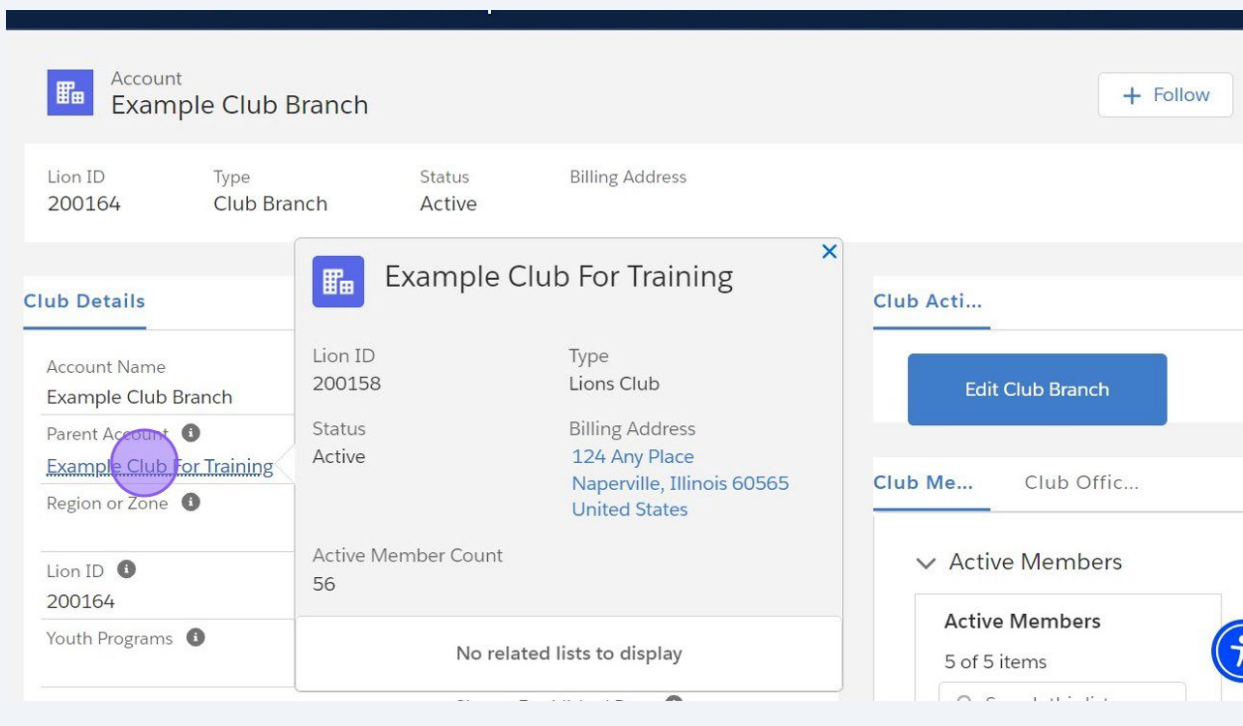 Account
Example Club Branch
+ Follow
Lion ID Type Status Billing Address
200164 Club Branch Active
Club Details
Account Name
Example Club Branch
Parent Account
Example Club For Training
Region or Zone
Lion ID
200164
Youth Programs
Example Club For Training
Lion ID Type
200158 Lions Club
Status Billing Address
Active 124 Any Place
Naperville, Illinois 60565
United States
Active Member Count
56
No related lists to display
Club Acti...
Edit Club Branch
Club Me... Club Offic...
Active Members
Active Members
5 of 5 items